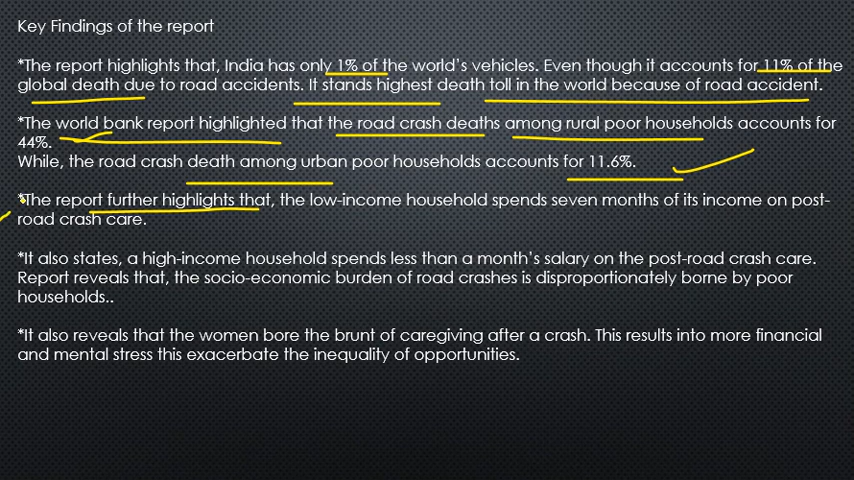 Key Findings of the report
*The report highlights that, India has only 1% of the world's vehicles. Even though it accounts for 11% of the
global death due to road accidents. It stands highest death toll in the world because of road accident.
*The world bank report highlighted that the road crash deaths among rural poor households accounts for
44%.
While, the road crash death among urban poor households accounts for 11.6%.
*The report further highlights that, the low-income household spends seven months of its income on post-
road crash care.
*It also states, a high-income household spends less than a month's salary on the post-road crash care.
Report reveals that, the socio-economic burden of road crashes is disproportionately borne by poor
households..
*It also reveals that the women bore the brunt of caregiving after a crash. This results into more financial
and mental stress this exacerbate the inequality of opportunities.